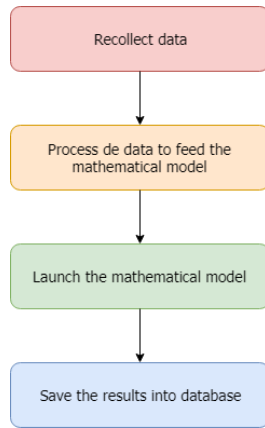 Recollect data
Process de data to feed the
mathematical model
Launch the mathematical model
Save the results into database